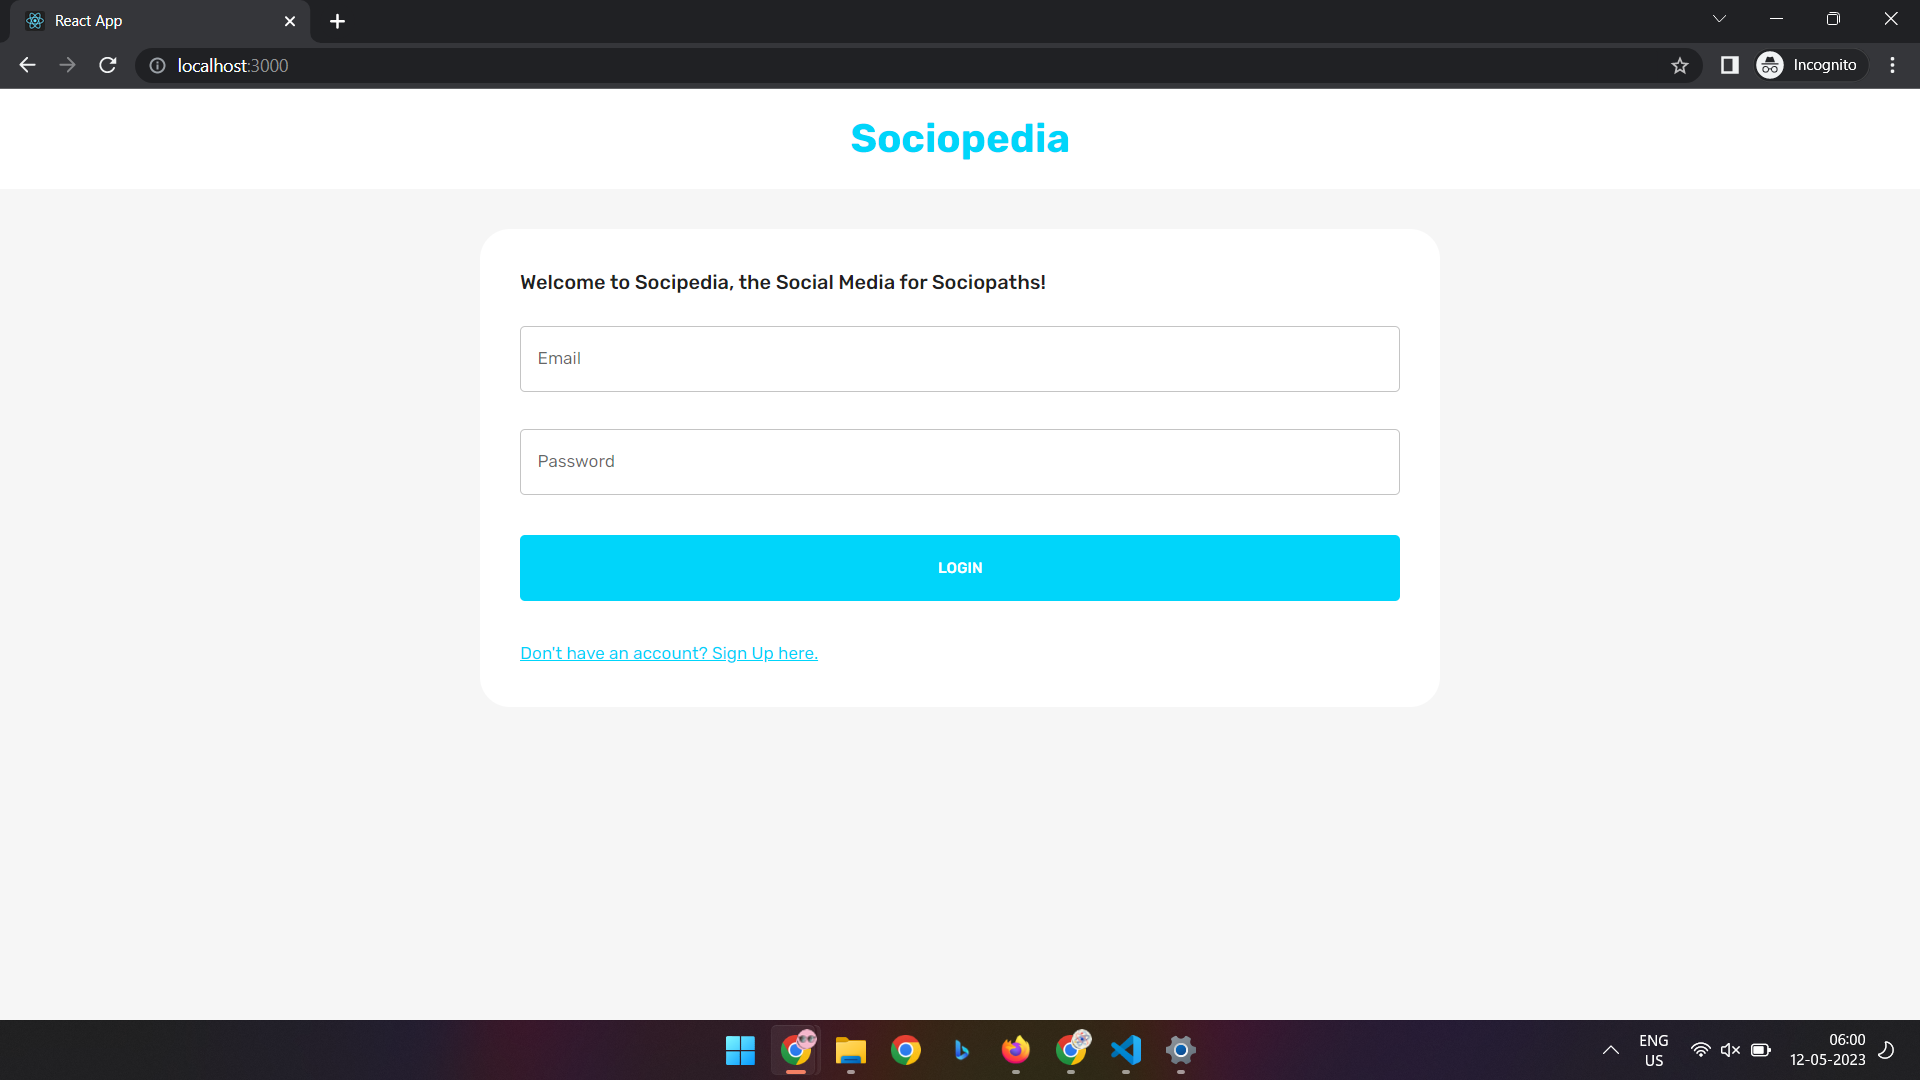 React App
localhost:3000
Incognito
Sociopedia
Welcome to Socipedia, the Social Media for Sociopaths!
Email
Password
LOGIN
Don't have an account? Sign Up here.
ENG
US
06:00
12-05-2023